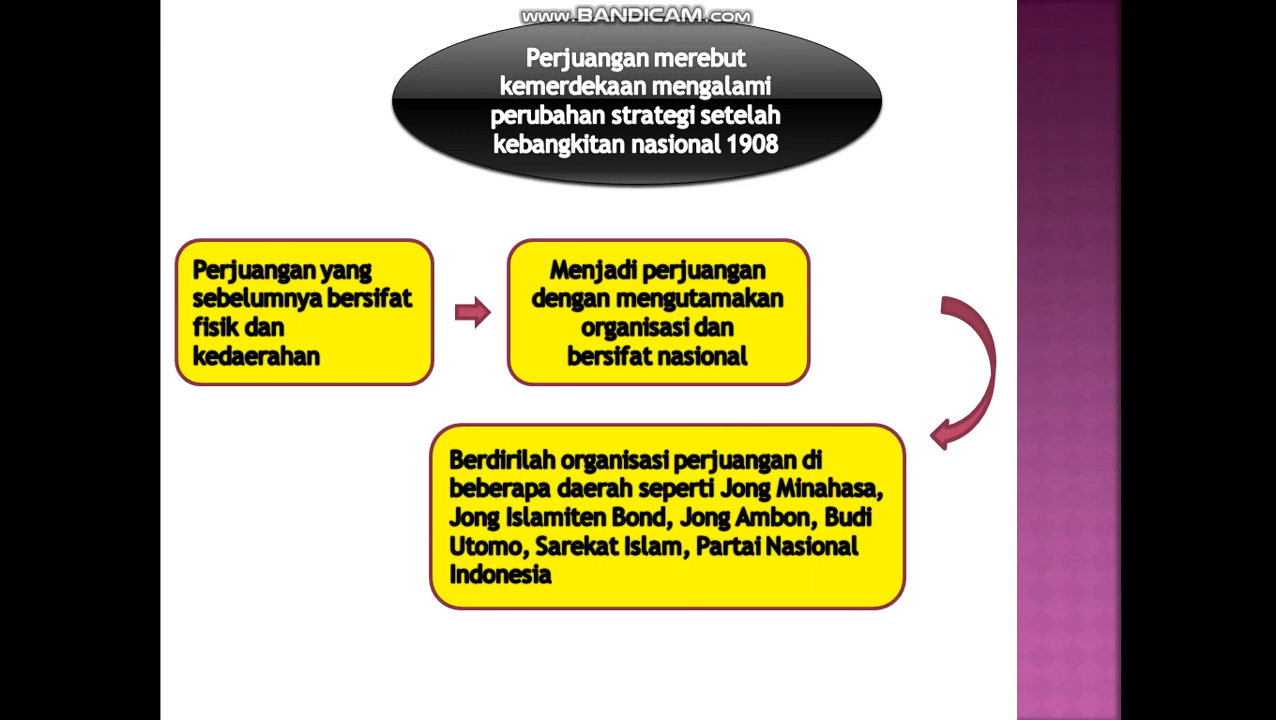 www.BANDICAM.com
Perjuangan merebut
kemerdekaan mengalami
perubahan strategi setelah
kebangkitan nasional 1908
Perjuangan yang
sebelumnya bersifat
fisik dan
kedaerahan
Menjadi perjuangan
dengan mengutamakan
organisasi dan
bersifat nasional
Berdirilah organisasi perjuangan di
beberapa daerah seperti Jong Minahasa,
Jong Islamiten Bond, Jong Ambon, Budi
Utomo, Sarekat Islam, Partai Nasional
Indonesia